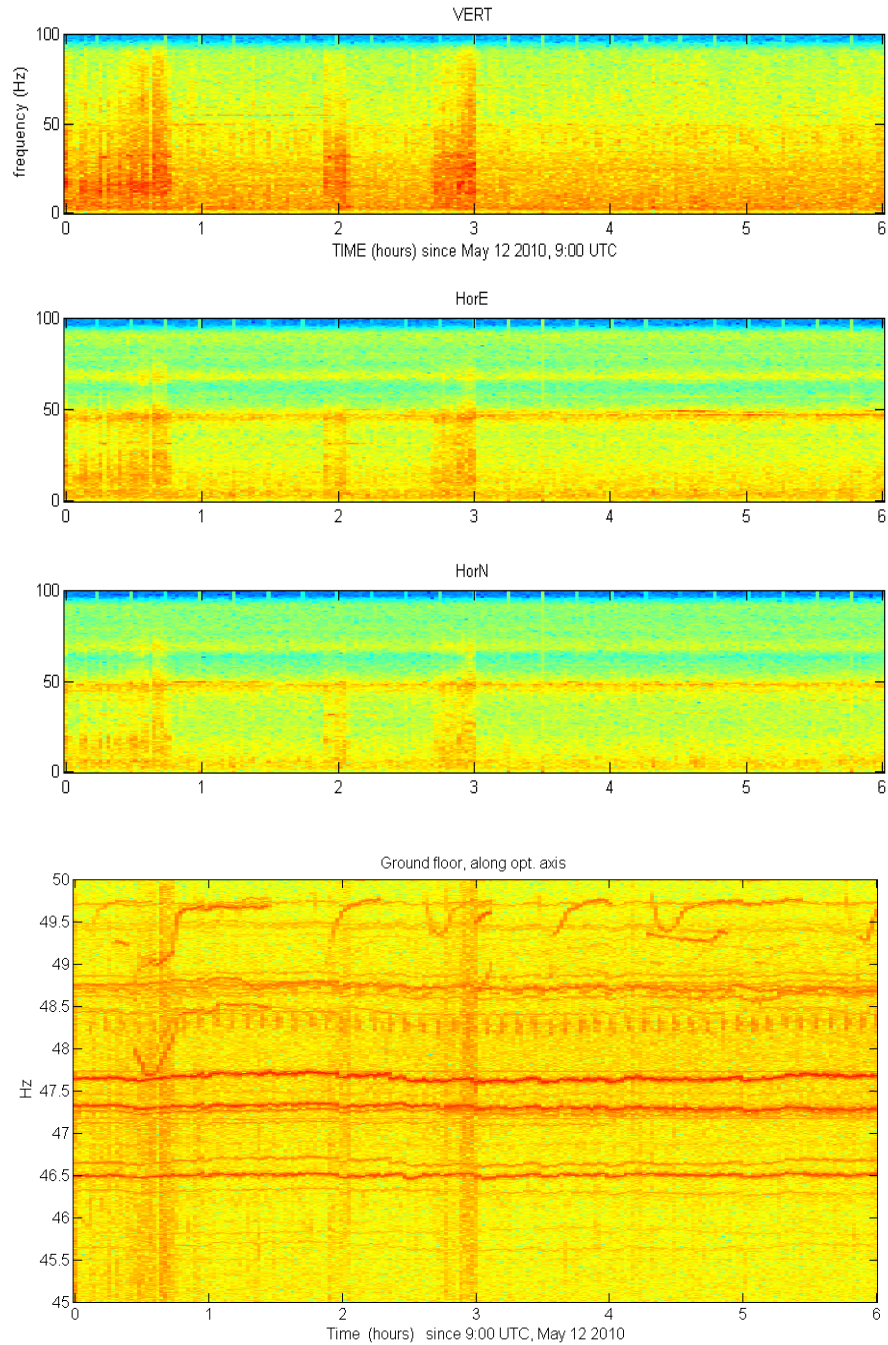 VERT
100
50
0
frequency (Hz)
0 1 2 3 4 5 6
TIME (hours) since May 12 2010, 9:00 UTC
HorE
100
50
0
0 1 2 3 4 5 6
HorN
100
50
0
0 1 2 3 4 5 6
Ground floor, along opt. axis
50
49.5
49
48.5
48
47.5
47
46.5
46
45.5
45
Hz
0 1 2 3 4 5 6
Time (hours) since 9:00 UTC, May 12 2010